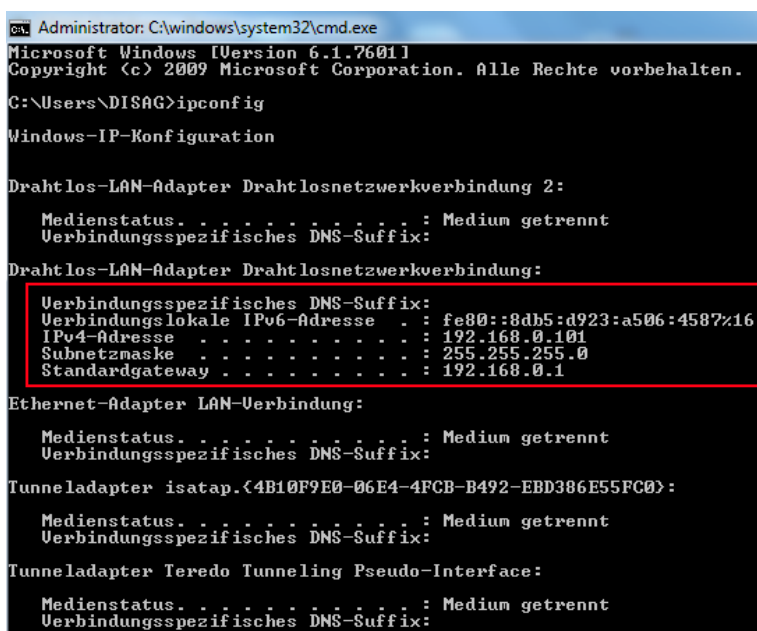 Administrator: C:\windows\system32\cmd.exe
Microsoft Windows [Version 6.1.7601]
Copyright (c) 2009 Microsoft Corporation. Alle Rechte vorbehalten.
C:\Users\DISAG>ipconfig
Windows-IP-Konfiguration
Drahtlos-LAN-Adapter Drahtlosnetzwerkverbindung 2:
Medienstatus. . . . . . . . . . . : Medium getrennt
Verbindungsspezifisches DNS-Suffix:
Drahtlos-LAN-Adapter Drahtlosnetzwerkverbindung:
Verbindungsspezifisches DNS-Suffix:
Verbindungslokale IPv6-Adresse  . : fe80::8db5:d923:a506:4587%16
IPv4-Adresse  . . . . . . . . . . : 192.168.0.101
Subnetzmaske  . . . . . . . . . . : 255.255.255.0
Standardgateway . . . . . . . . . : 192.168.0.1
Ethernet-Adapter LAN-Verbindung:
Medienstatus. . . . . . . . . . . : Medium getrennt
Verbindungsspezifisches DNS-Suffix:
Tunneladapter isatap.{4B10F9E0-06E4-4FCB-B492-EBD386E55FC0}:
Medienstatus. . . . . . . . . . . : Medium getrennt
Verbindungsspezifisches DNS-Suffix:
Tunneladapter Teredo Tunneling Pseudo-Interface:
Medienstatus. . . . . . . . . . . : Medium getrennt
Verbindungsspezifisches DNS-Suffix: